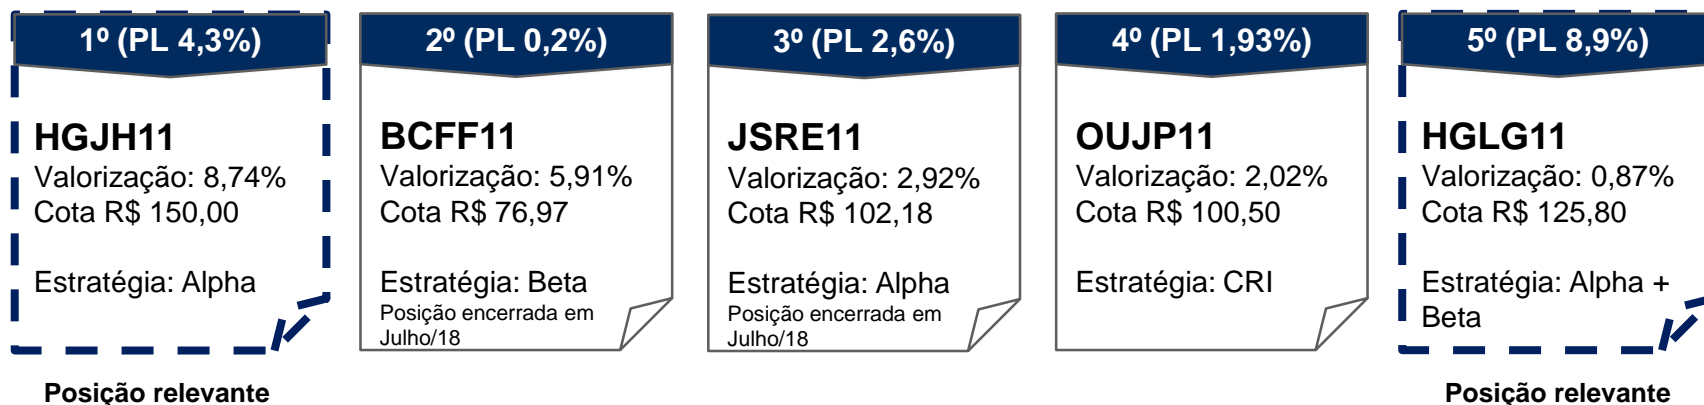 1º (PL 4,3%)
HGJH11
Valorização: 8,74%
Cota R$ 150,00
Estratégia: Alpha
Posição relevante
2º (PL 0,2%)
BCFF11
Valorização: 5,91%
Cota R$ 76,97
Estratégia: Beta
Posição encerrada em
Julho/18
3º (PL 2,6%)
JSRE11
Valorização: 2,92%
Cota R$ 102,18
Estratégia: Alpha
Posição encerrada em
Julho/18
4º (PL 1,93%)
OUJP11
Valorização: 2,02%
Cota R$ 100,50
Estratégia: CRI
5º (PL 8,9%)
HGLG11
Valorização: 0,87%
Cota R$ 125,80
Estratégia: Alpha +
Beta
Posição relevante